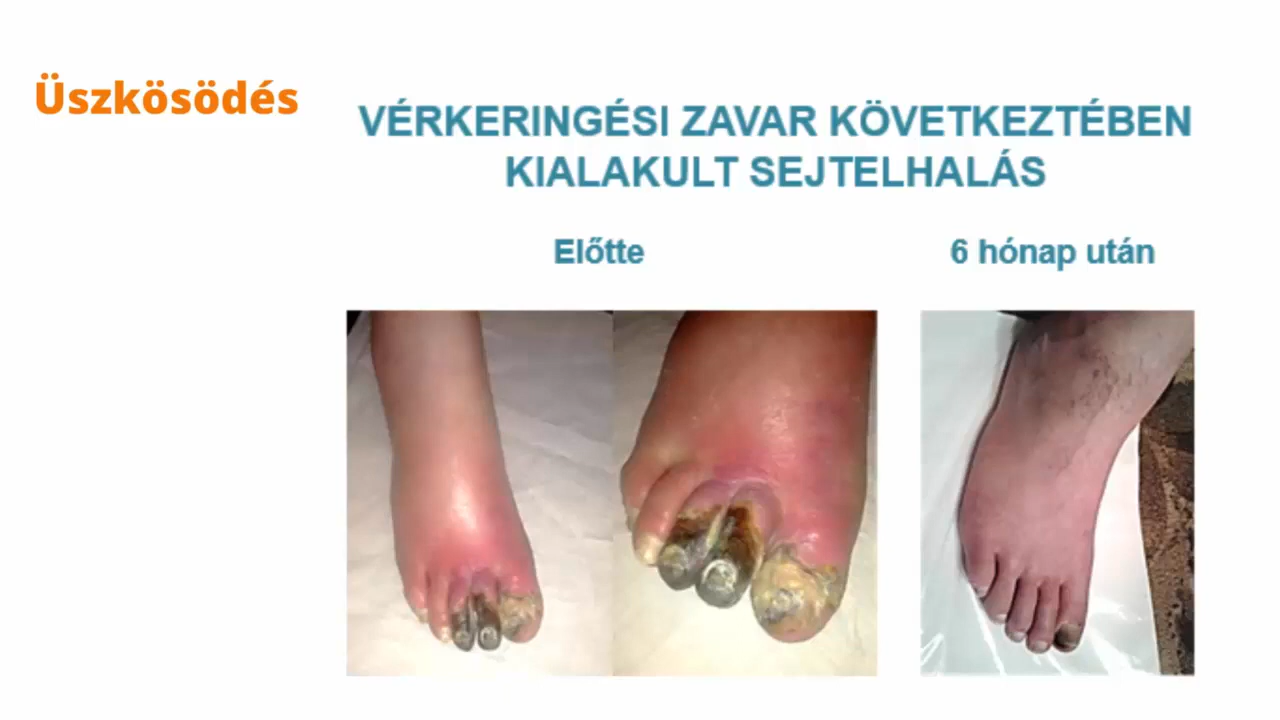 Üszkösödés
VÉRKERINGÉSI ZAVAR KÖVETKEZTÉBEN
KIALAKULT SEJTELHALÁS
Előtte
6 hónap után